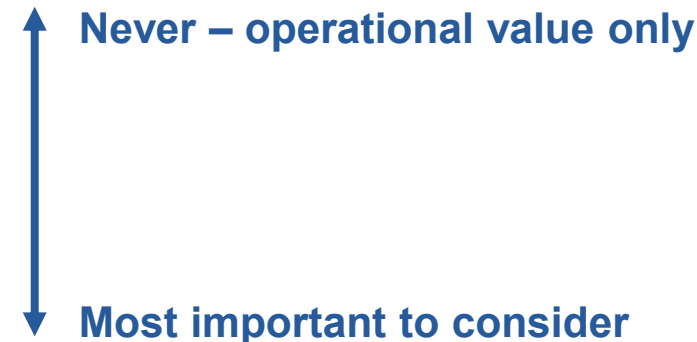 Never – operational value only
Most important to consider